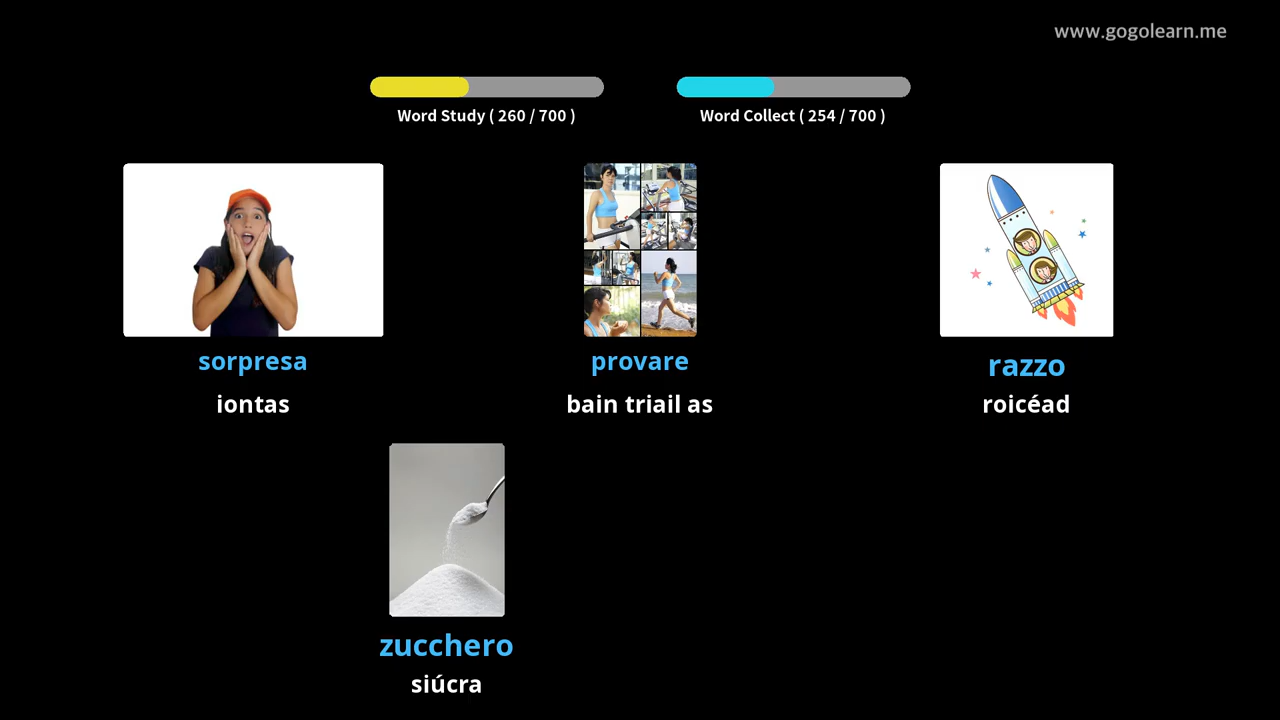 www.gogolearn.me
Word Study ( 260 / 700 )
Word Collect ( 254 / 700 )
sorpresa
iontas
provare
bain triail as
razzo
roicéad
zucchero
siúcra